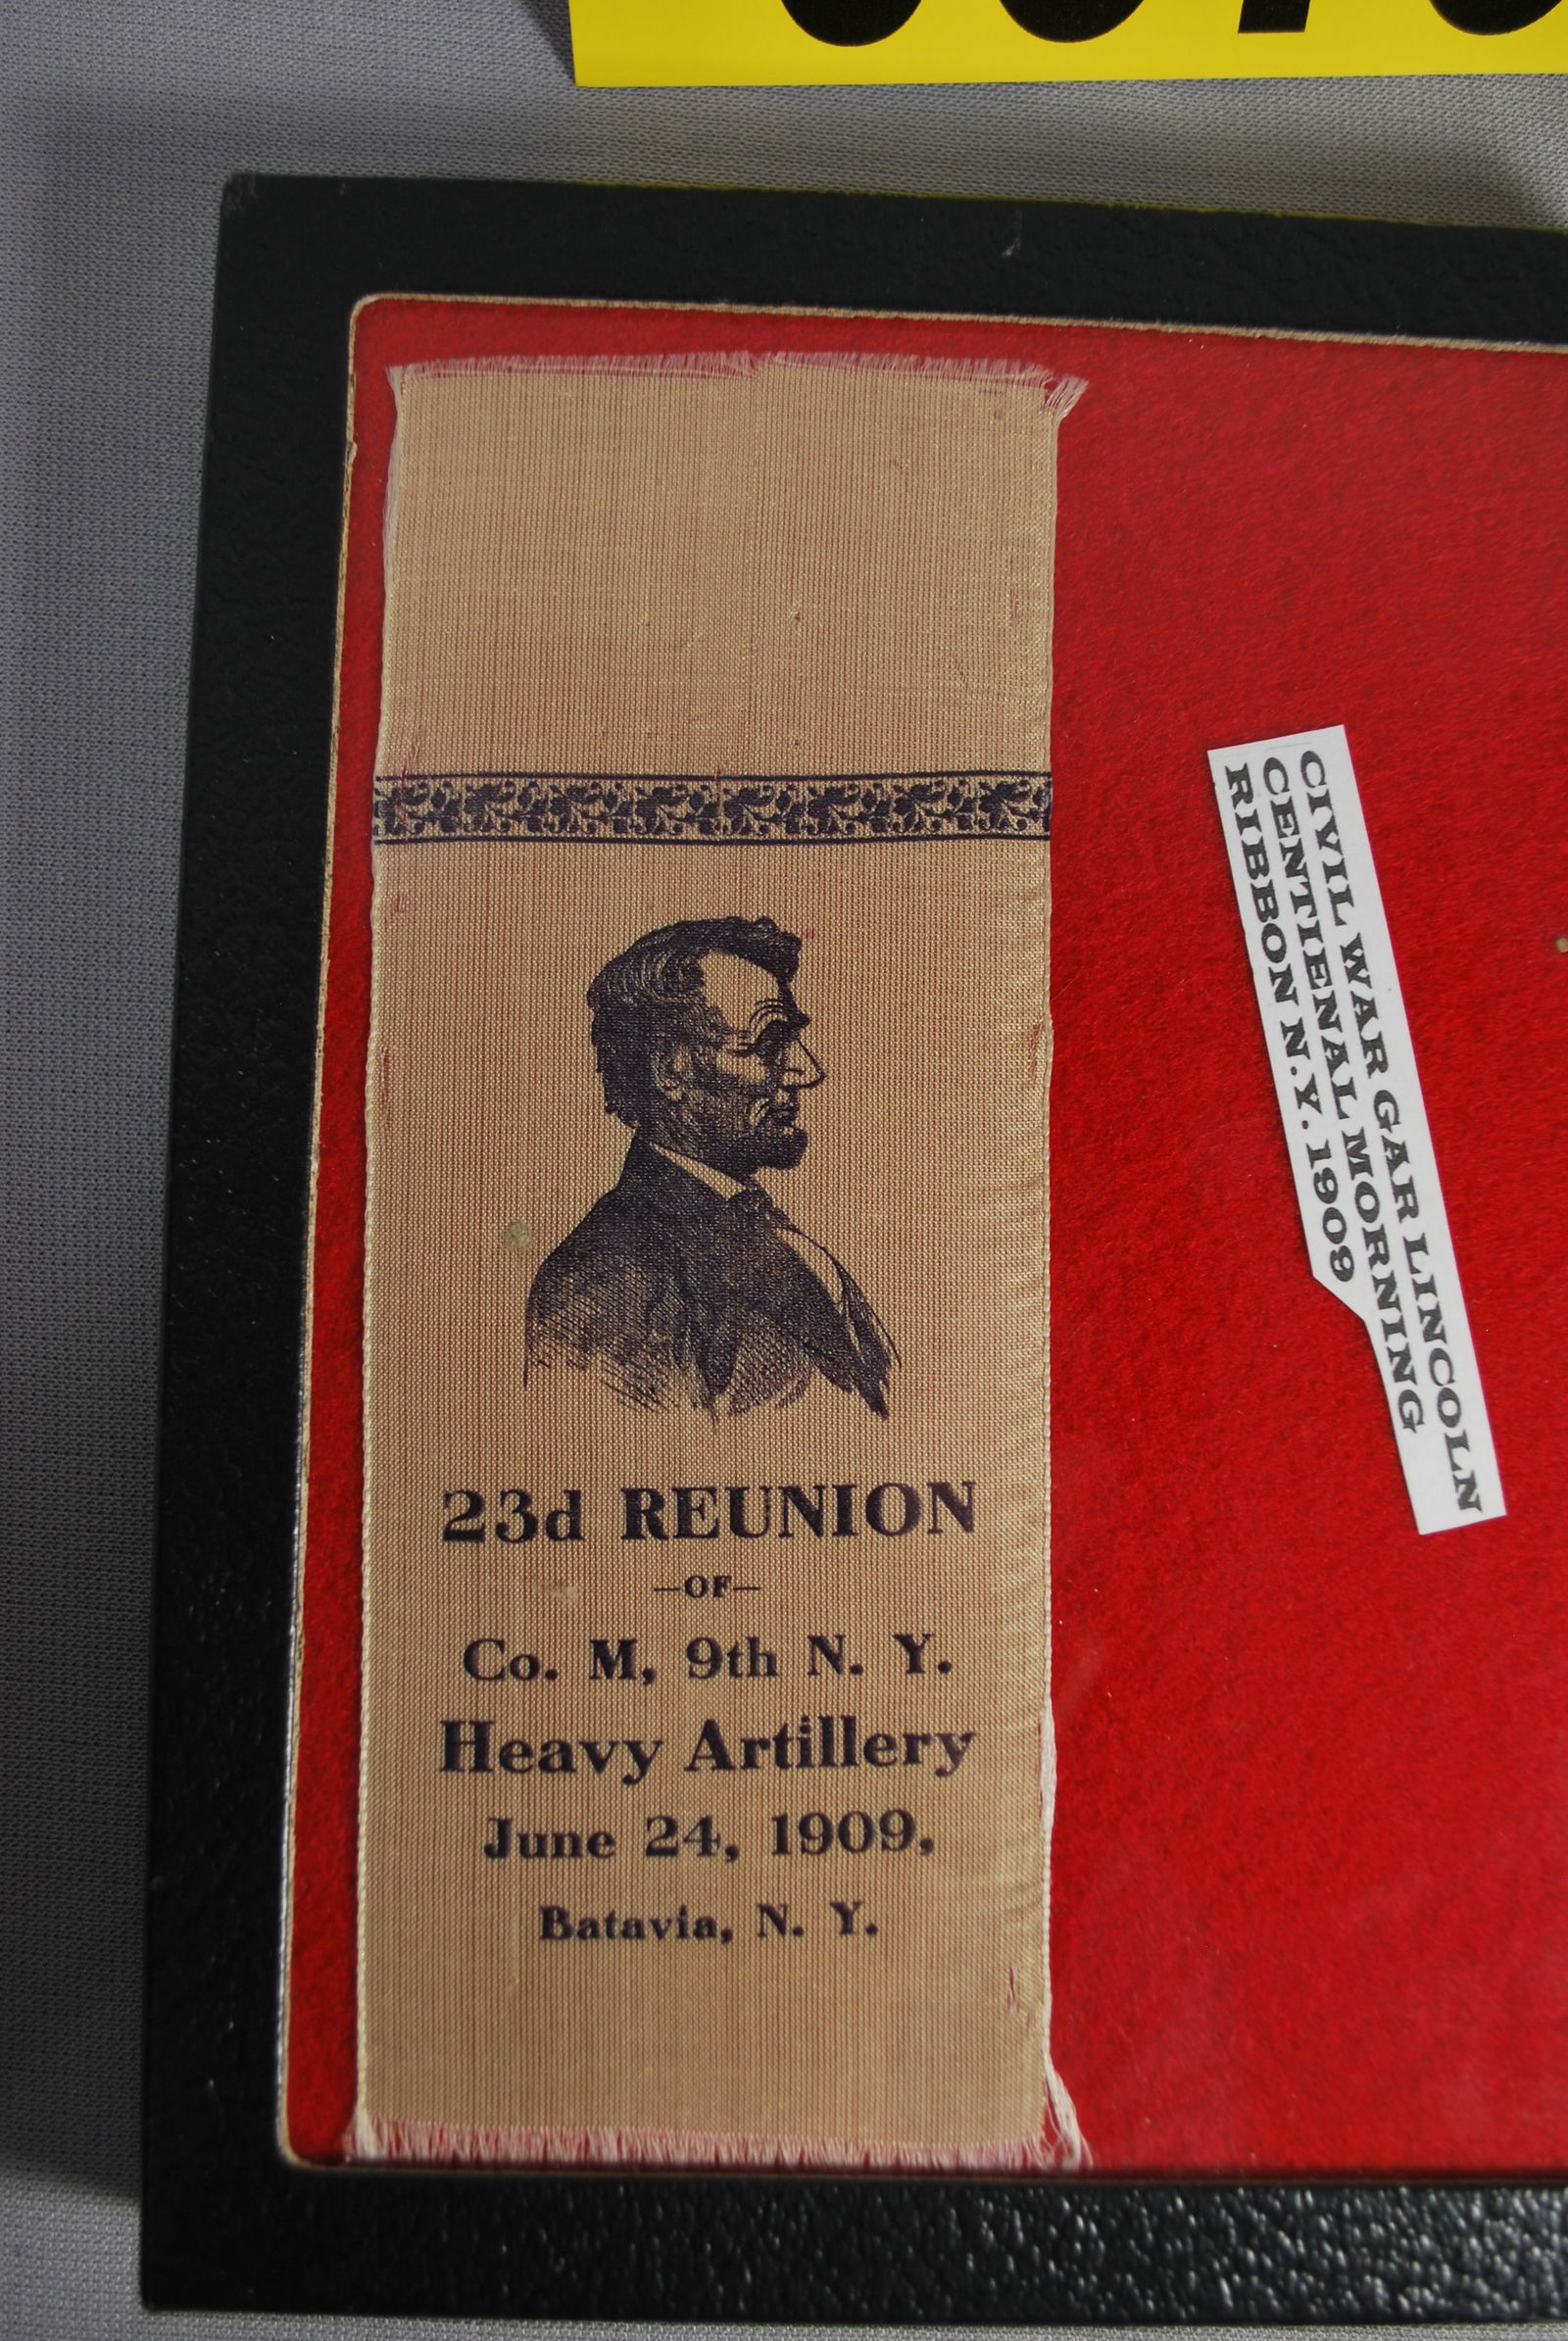 23d REUNION
—OF—
Co. M, 9th N. Y.
Heavy Artillery
June 24, 1909,
Batavia, N. Y.
CIVIL WAR GAR LINCOLN
CENTIENAL MORNING
RIBBON N.Y. 1909